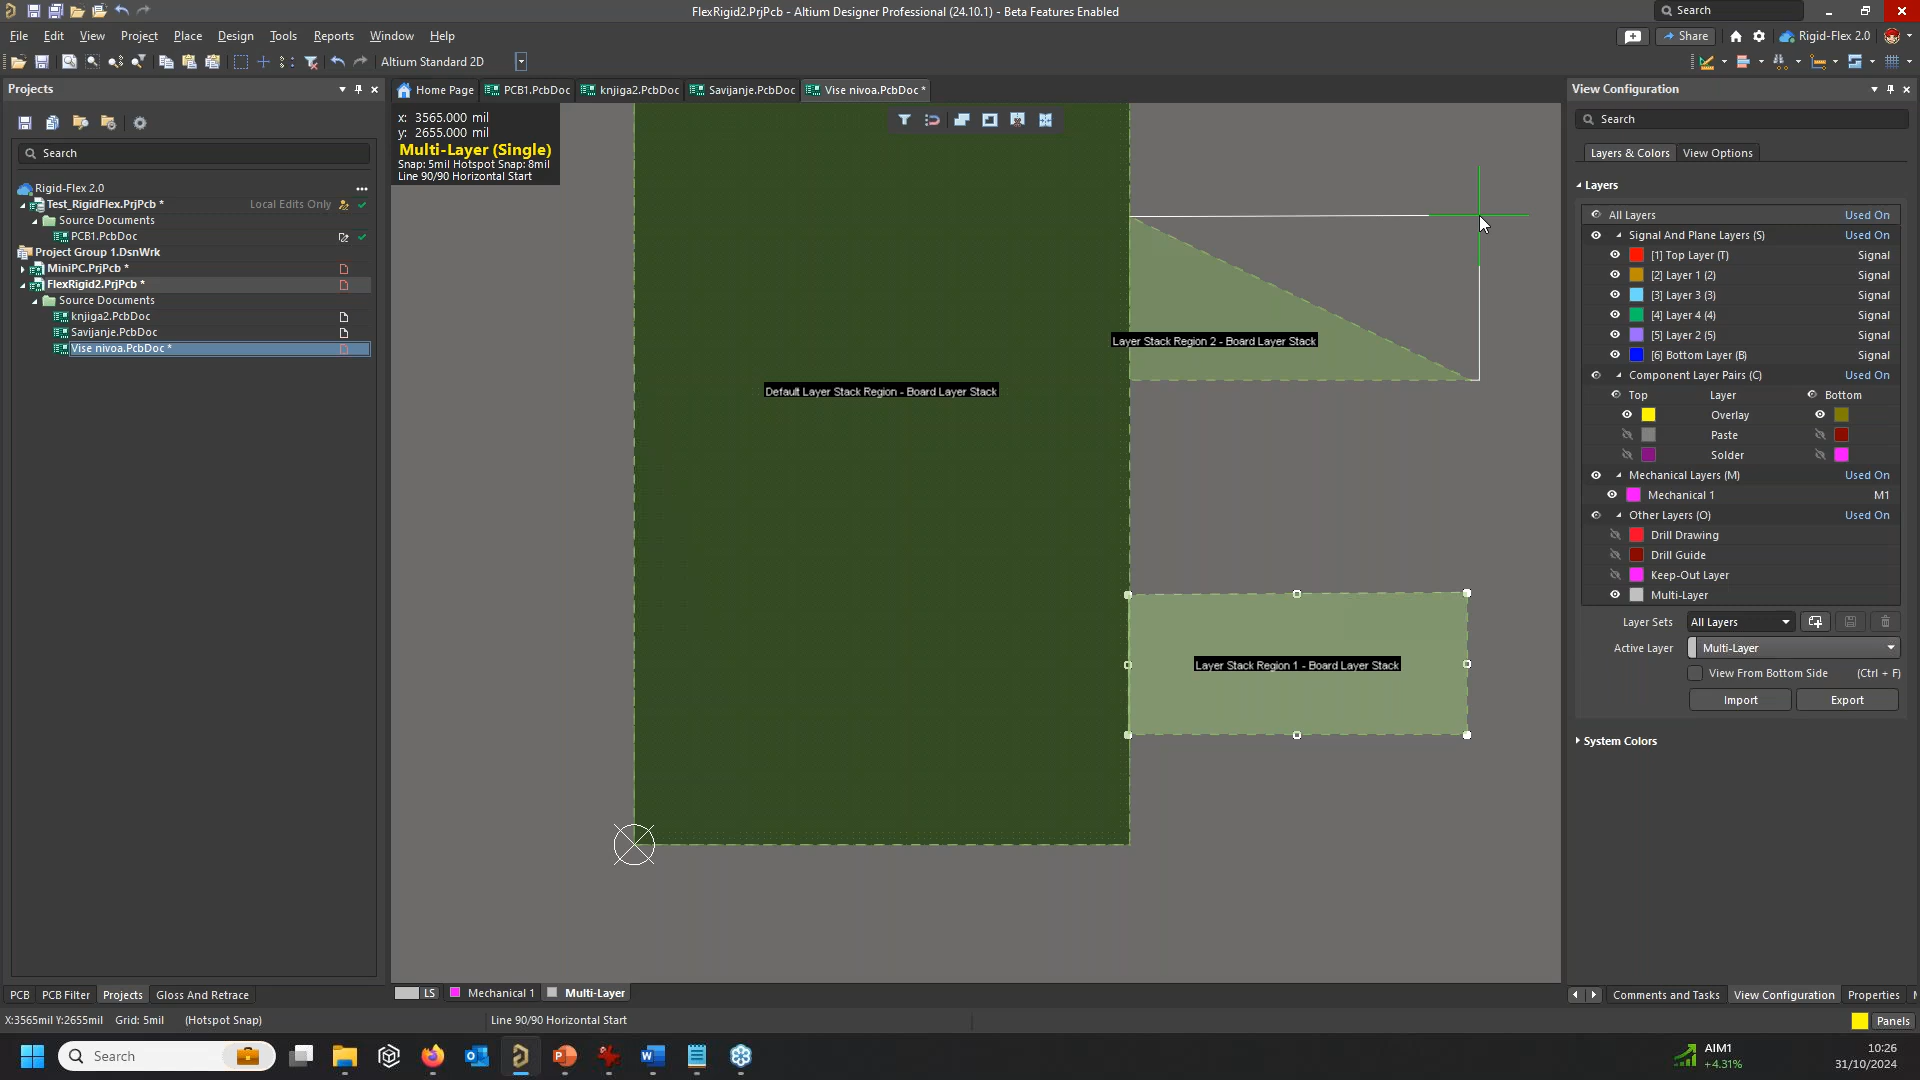 FlexRigid2.PrjPcb - Altium Designer Professional (24.10.1) - Beta Features Enabled
Search
File Edit View Project Place Design Tools Reports Window Help
Share
Rigid-Flex 2.0
Altium Standard 2D
Projects
Home Page
PCB1.PcbDoc
knjiga2.PcbDoc
Savijanje.PcbDoc
Vise nivoa.PcbDoc *
View Configuration
Search
Search
Layers & Colors
View Options
Rigid-Flex 2.0
Test_RigidFlex.PrjPcb *
Local Edits Only
Source Documents
PCB1.PcbDoc
Project Group 1.DsnWrk
MiniPC.PrjPcb *
FlexRigid2.PrjPcb *
Source Documents
knjiga2.PcbDoc
Savijanje.PcbDoc
Vise nivoa.PcbDoc *
x: 3565.000 mil
y: 2655.000 mil
Multi-Layer (Single)
Snap: 5mil Hotspot Snap: 8mil
Line 90/90 Horizontal Start
Layer Stack Region 2 - Board Layer Stack
Default Layer Stack Region - Board Layer Stack
Layer Stack Region 1 - Board Layer Stack
Layers
All Layers Used On
Signal And Plane Layers (S) Used On
[1] Top Layer (T) Signal
[2] Layer 1 (2) Signal
[3] Layer 3 (3) Signal
[4] Layer 4 (4) Signal
[5] Layer 2 (5) Signal
[6] Bottom Layer (B) Signal
Component Layer Pairs (C) Used On
Top Layer Bottom
Overlay
Paste
Solder
Mechanical Layers (M) Used On
Mechanical 1 M1
Other Layers (O) Used On
Drill Drawing
Drill Guide
Keep-Out Layer
Multi-Layer
Layer Sets All Layers
Active Layer Multi-Layer
View From Bottom Side (Ctrl + F)
Import
Export
System Colors
PCB
PCB Filter
Projects
Gloss And Retrace
LS
Mechanical 1
Multi-Layer
Comments and Tasks
View Configuration
Properties
X:3565mil Y:2655mil Grid: 5mil (Hotspot Snap)
Line 90/90 Horizontal Start
Panels
Search
AIM1
+4.31%
10:26
31/10/2024